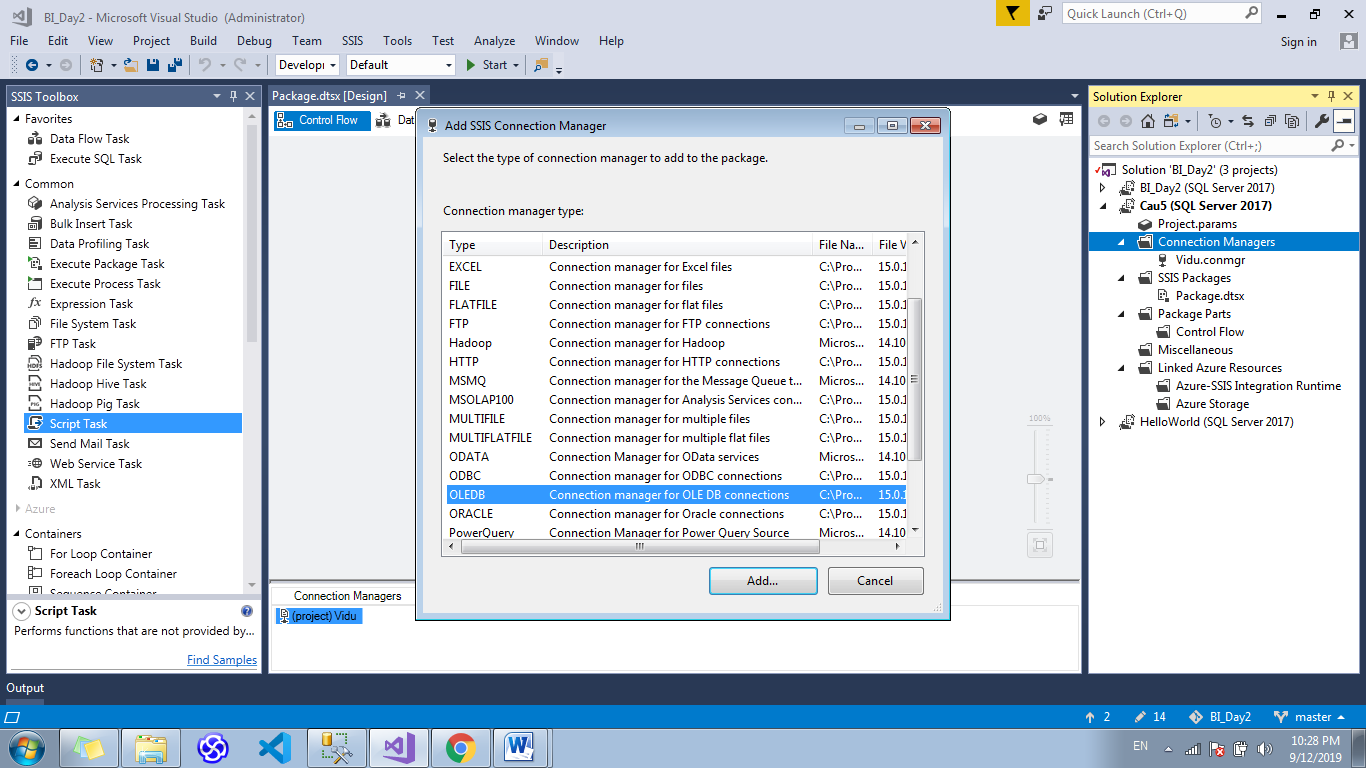 BI_Day2 - Microsoft Visual Studio (Administrator)
Quick Launch (Ctrl+Q)
File Edit View Project Build Debug Team SSIS Tools Test Analyze Window Help
Sign in
Default
Start
SSIS Toolbox
Favorites
Data Flow Task
Execute SQL Task
Common
Analysis Services Processing Task
Bulk Insert Task
Data Profiling Task
Execute Package Task
Execute Process Task
Expression Task
File System Task
FTP Task
Hadoop File System Task
Hadoop Hive Task
Hadoop Pig Task
Script Task
Send Mail Task
Web Service Task
XML Task
Azure
Containers
For Loop Container
Foreach Loop Container
Sequence Container
Script Task
Performs functions that are not provided by...
Find Samples
Package.dtsx [Design]
Control Flow
Dat
Add SSIS Connection Manager
Select the type of connection manager to add to the package.
Connection manager type:
Type Description File Na... File V
EXCEL Connection manager for Excel files C:\Pro... 15.0.1
FILE Connection manager for files C:\Pro... 15.0.1
FLATFILE Connection manager for flat files C:\Pro... 15.0.1
FTP Connection manager for FTP connections C:\Pro... 15.0.1
Hadoop Connection manager for Hadoop Micros... 14.10
HTTP Connection manager for HTTP connections C:\Pro... 15.0.1
MSMQ Connection manager for the Message Queue t... Micros... 14.10
MSOLAP100 Connection manager for Analysis Services con... C:\Pro... 15.0.1
MULTIFILE Connection manager for multiple files C:\Pro... 15.0.1
MULTIFLATFILE Connection manager for multiple flat files C:\Pro... 15.0.1
ODATA Connection manager for OData services Micros... 14.10
ODBC Connection manager for ODBC connections C:\Pro... 15.0.1
OLEDB Connection manager for OLE DB connections C:\Pro... 15.0.1
ORACLE Connection manager for Oracle connections C:\Pro... 15.0.1
PowerQuery Connection Manager for Power Query Source Micros... 14.10
Add... Cancel
100%
Connection Managers
(project) Vidu
Solution Explorer
Search Solution Explorer (Ctrl+;)
Solution 'BI_Day2' (3 projects)
BI_Day2 (SQL Server 2017)
Cau5 (SQL Server 2017)
Project.params
Connection Managers
Vidu.conmgr
SSIS Packages
Package.dtsx
Package Parts
Control Flow
Miscellaneous
Linked Azure Resources
Azure-SSIS Integration Runtime
Azure Storage
HelloWorld (SQL Server 2017)
Output
2 14 BI_Day2 master
EN
10:28 PM
9/12/2019